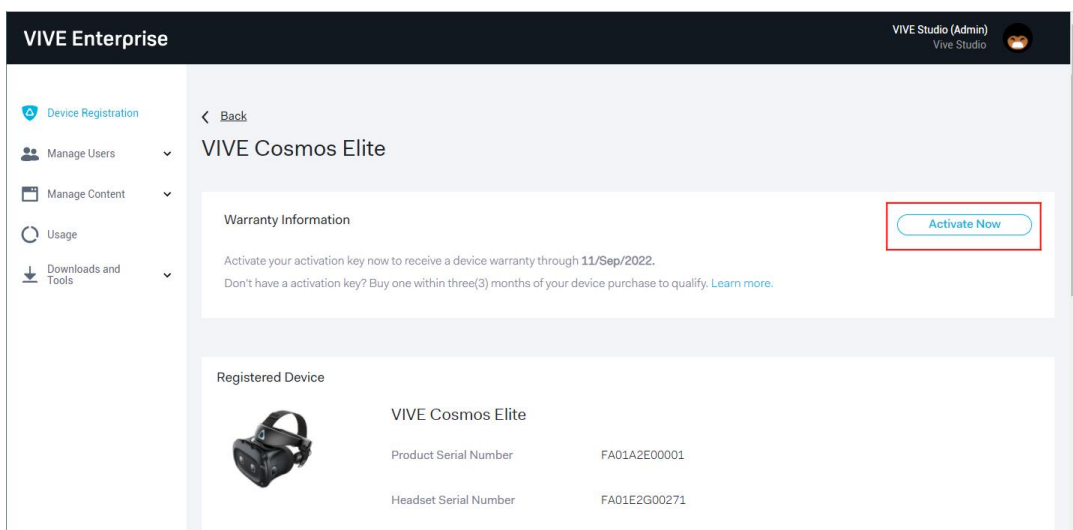 VIVE Enterprise
VIVE Studio (Admin)
Vive Studio
Device Registration
Manage Users
Manage Content
Usage
Downloads and
Tools
Back
VIVE Cosmos Elite
Warranty Information
Activate Now
Activate your activation key now to receive a device warranty through 11/Sep/2022.
Don't have a activation key? Buy one within three(3) months of your device purchase to qualify. Learn more.
Registered Device
VIVE Cosmos Elite
Product Serial Number FA01A2E00001
Headset Serial Number FA01E2G00271